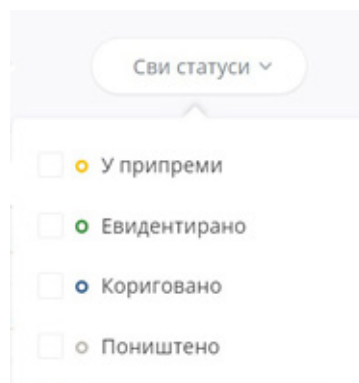 Сви статуси
У припреми
Евидентирано
Кориговано
Поништено